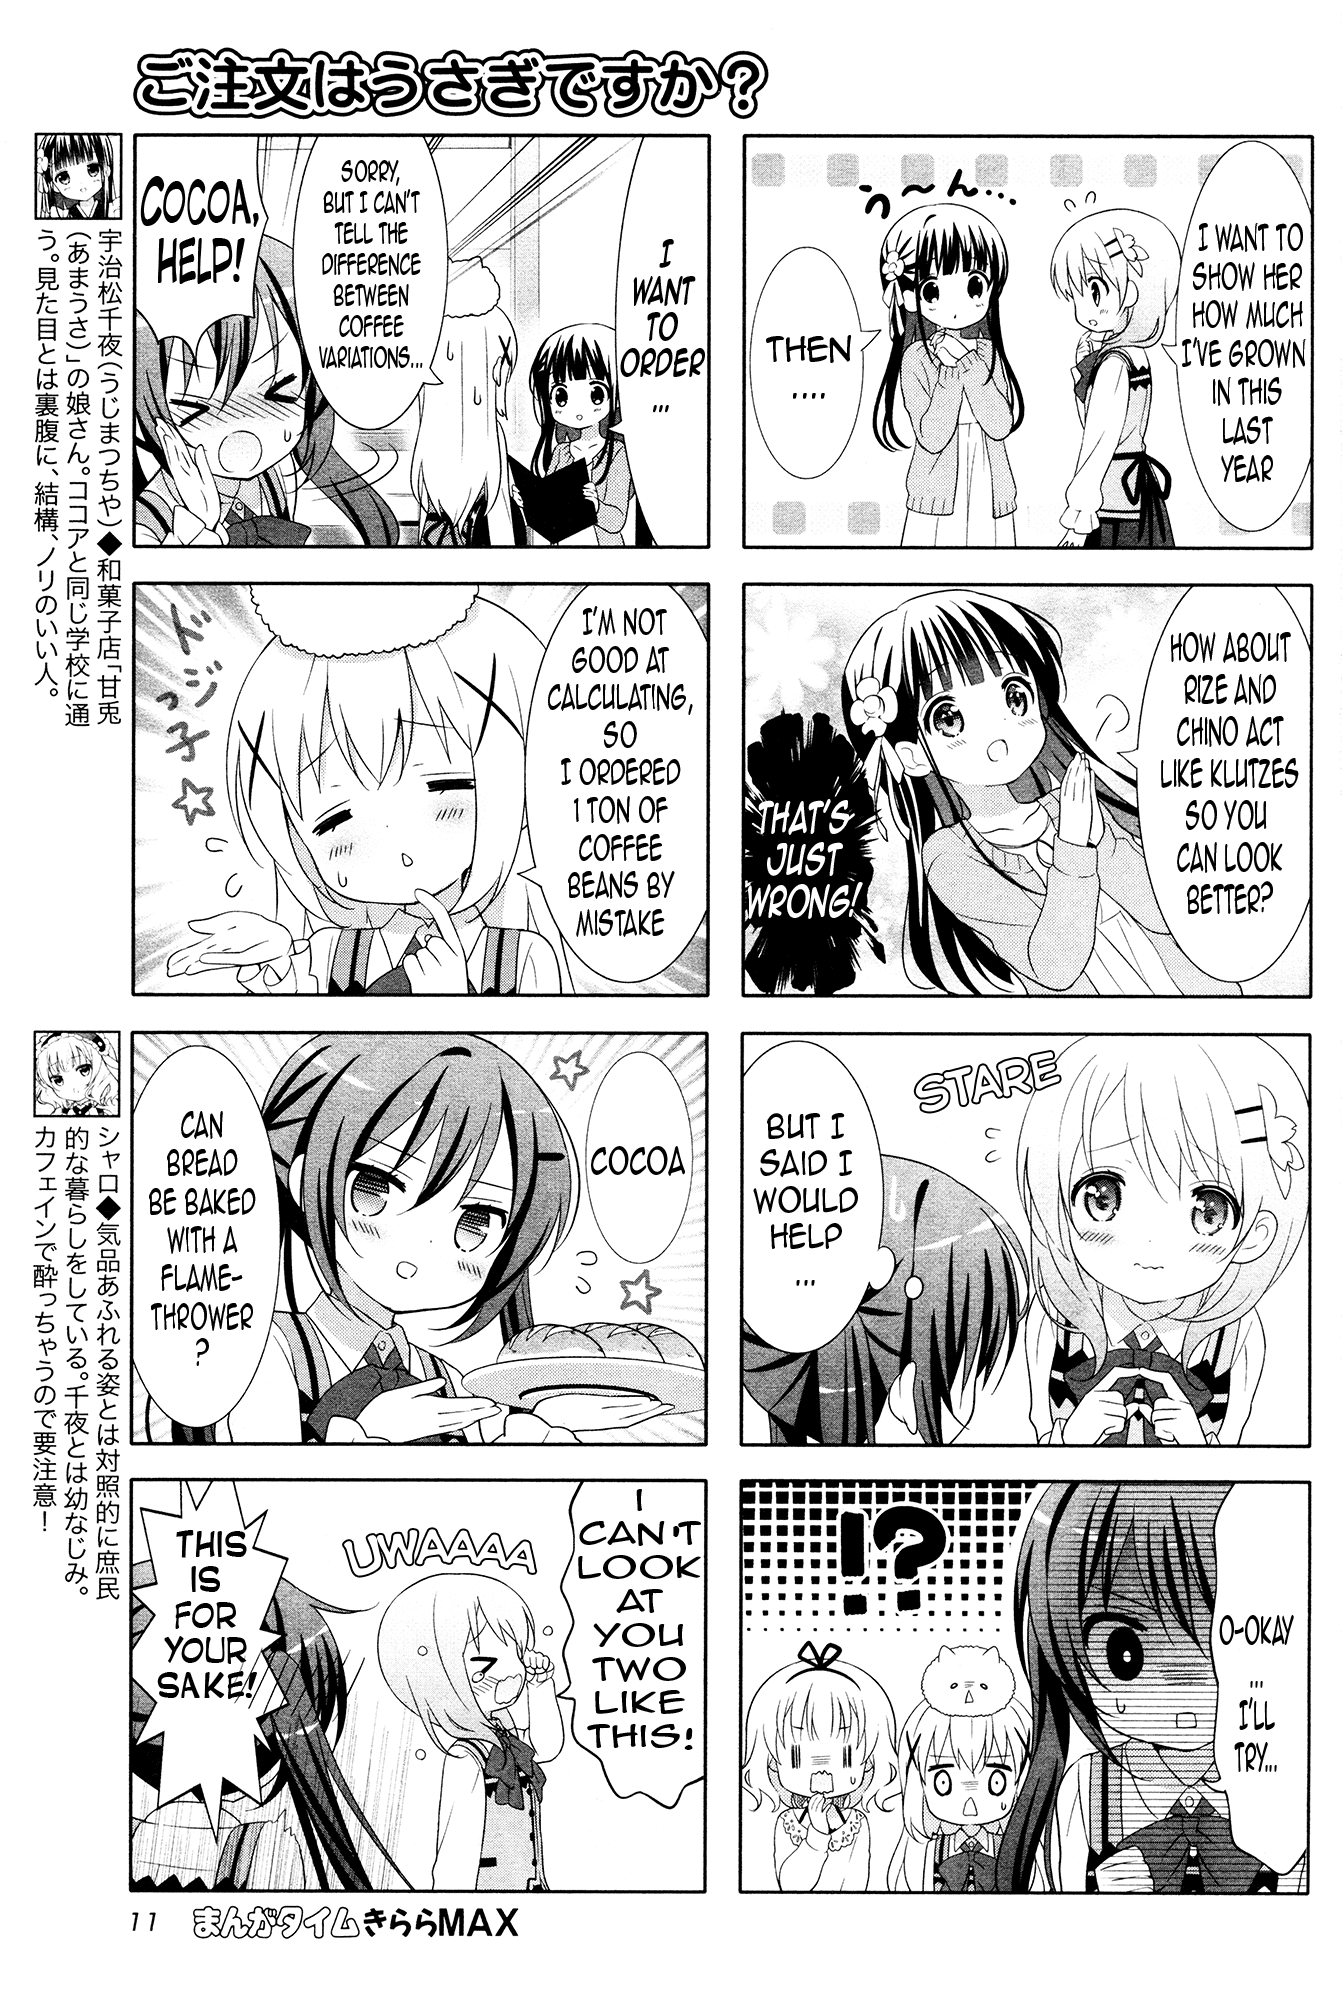 ご注文はうさぎですか?
う〜ん…
I WANT TO
SHOW HER
HOW MUCH
I'VE GROWN
IN THIS
LAST
YEAR
THEN
....
HOW ABOUT
RIZE AND
CHINO ACT
LIKE KLUTZES
SO YOU
CAN LOOK
BETTER?
THAT'S
JUST
WRONG!
STARE
BUT I
SAID I
WOULD
HELP
...
O-OKAY
...
I'LL
TRY...
!?
I
WANT
TO
ORDER
...
SORRY,
BUT I CAN'T
TELL THE
DIFFERENCE
BETWEEN
COFFEE
VARIATIONS...
COCOA,
HELP!
I'M NOT
GOOD AT
CALCULATING,
SO
I ORDERED
1 TON OF
COFFEE
BEANS BY
MISTAKE
ドジっ子☆
COCOA
CAN
BREAD
BE BAKED
WITH A
FLAME-
THROWER
?
I
CAN'T
LOOK
AT
YOU
TWO
LIKE
THIS!
UWAAAA
THIS
IS
FOR
YOUR
SAKE!
宇治松千夜(うじまつちや)◆和菓子店「甘兎
(あまうさ)」の娘さん。ココアと同じ学校に通
う。見た目とは裏腹に、結構、ノリのいい人。
シャロ◆気品あふれる姿とは対照的に庶民
的な暮らしをしている。千夜とは幼なじみ。
カフェインで酔っちゃうので要注意！
11 まんがタイムきららMAX